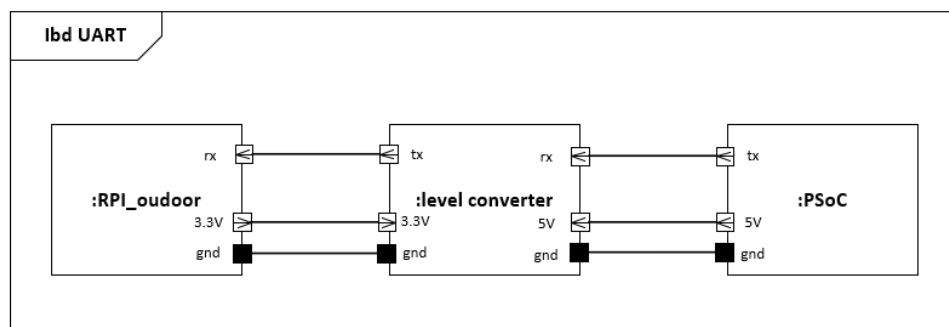 Ibd UART
rx tx rx tx
:RPI_oudoor :level converter :PSoC
3.3V 3.3V 5V 5V
gnd gnd gnd gnd